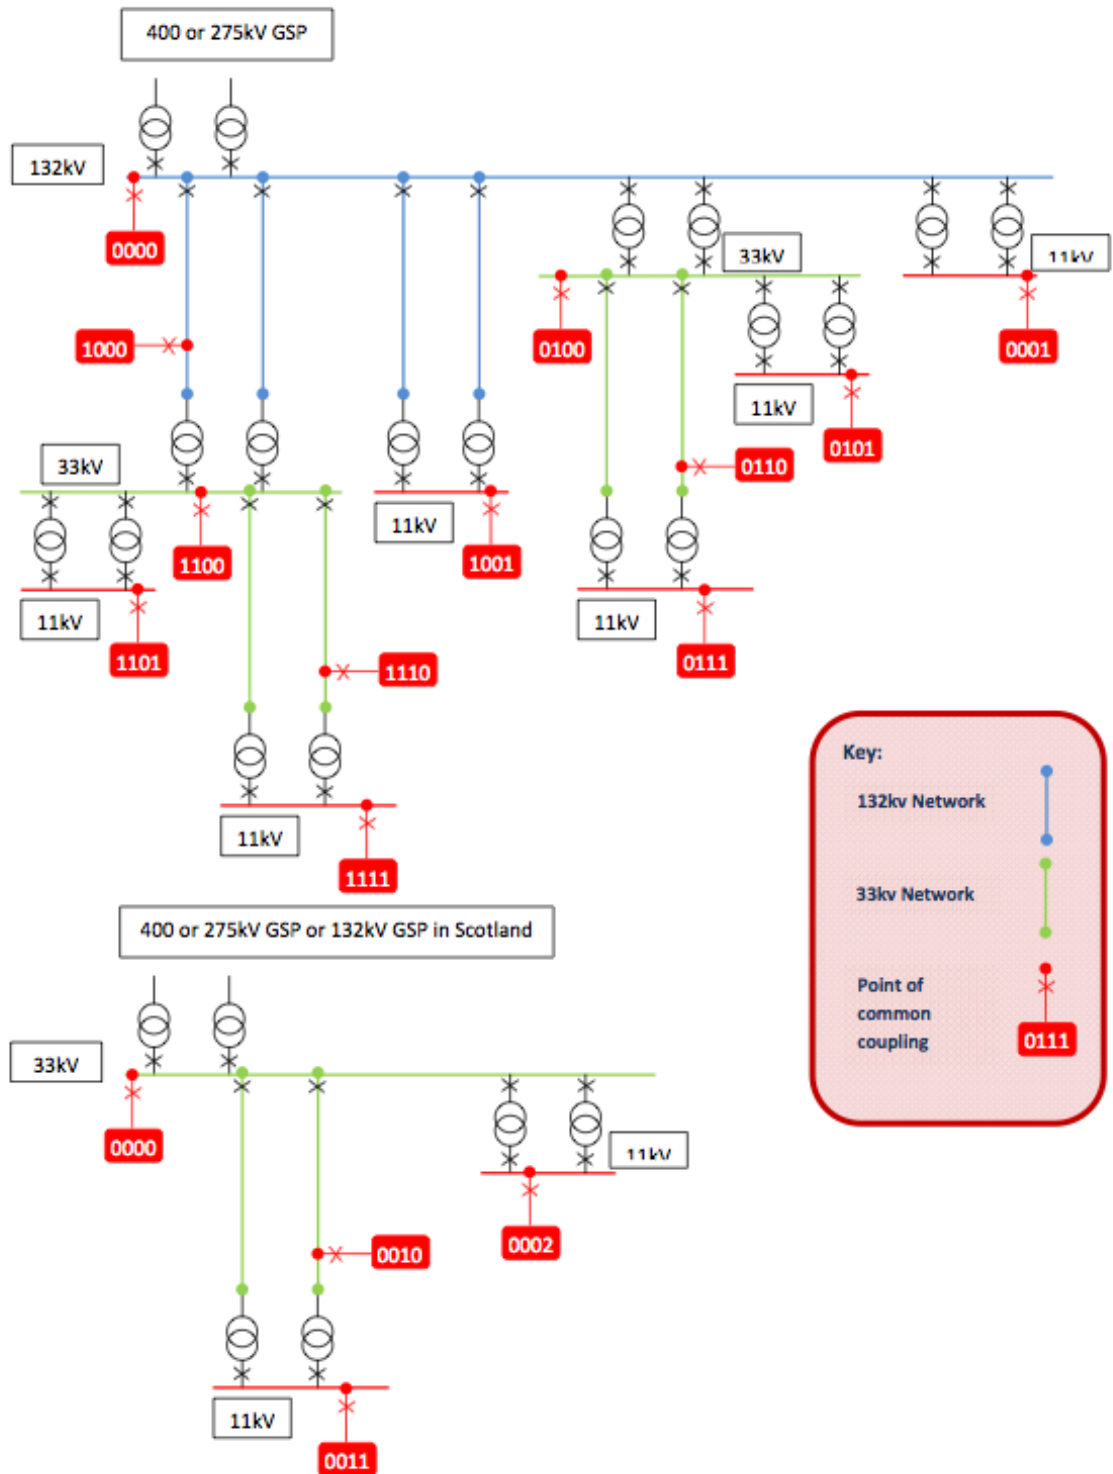 400 or 275kV GSP
132kV
0000
33kV
11kV
1000
0100
0001
11kV
0101
33kV
0110
11kV
1100
1001
11kV
11kV
1101
1110
0111
Key:
132kv Network
11kV
1111
33kv Network
400 or 275kV GSP or 132kV GSP in Scotland
Point of
common
coupling
0111
33kV
0000
11kV
0002
0010
11kV
0011